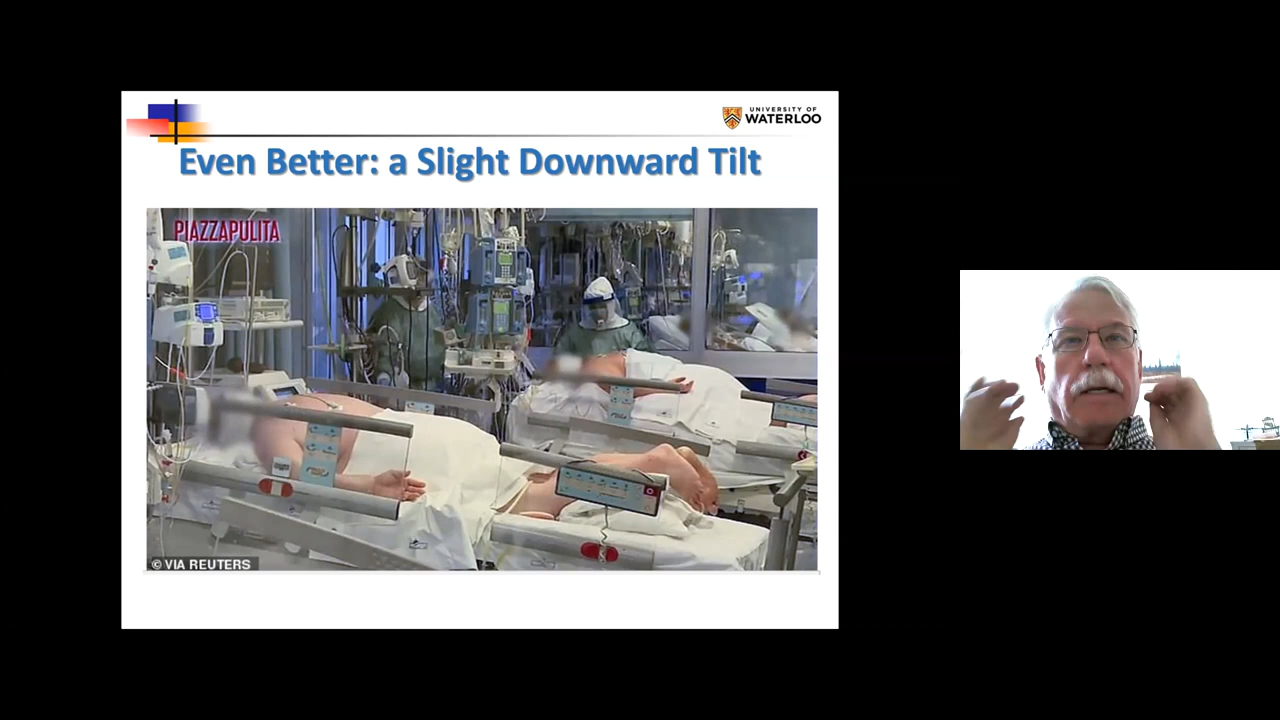 UNIVERSITY OF
WATERLOO
Even Better: a Slight Downward Tilt
PIAZZAPULITA
© VIA REUTERS